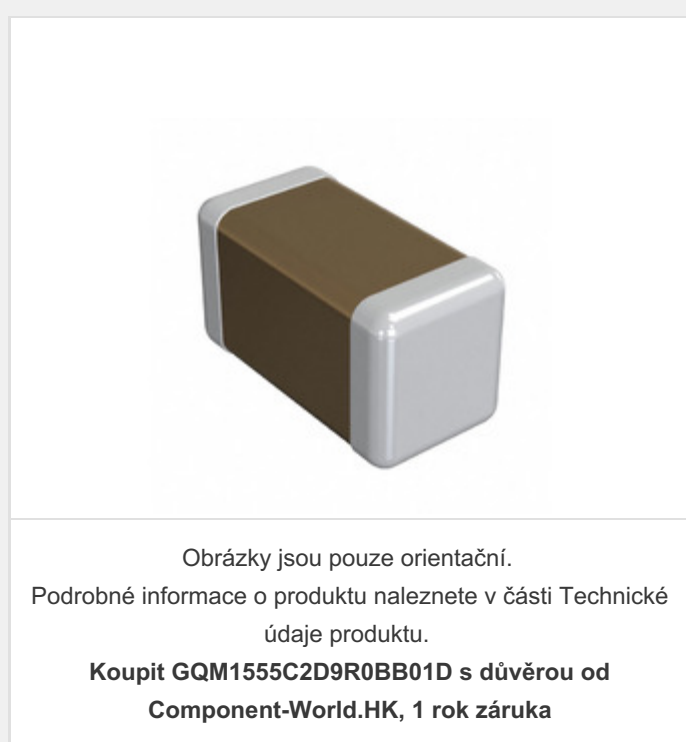 Obrázky jsou pouze orientační.
Podrobné informace o produktu naleznete v části Technické
údaje produktu.
Koupit GQM1555C2D9R0BB01D s důvěrou od
Component-World.HK, 1 rok záruka